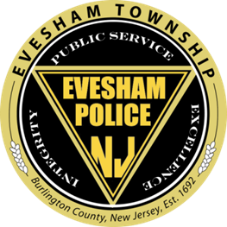 EVESHAM TOWNSHIP
PUBLIC SERVICE
INTEGRITY
EXCELLENCE
EVESHAM
POLICE
NJ
Burlington County, New Jersey, Est. 1692